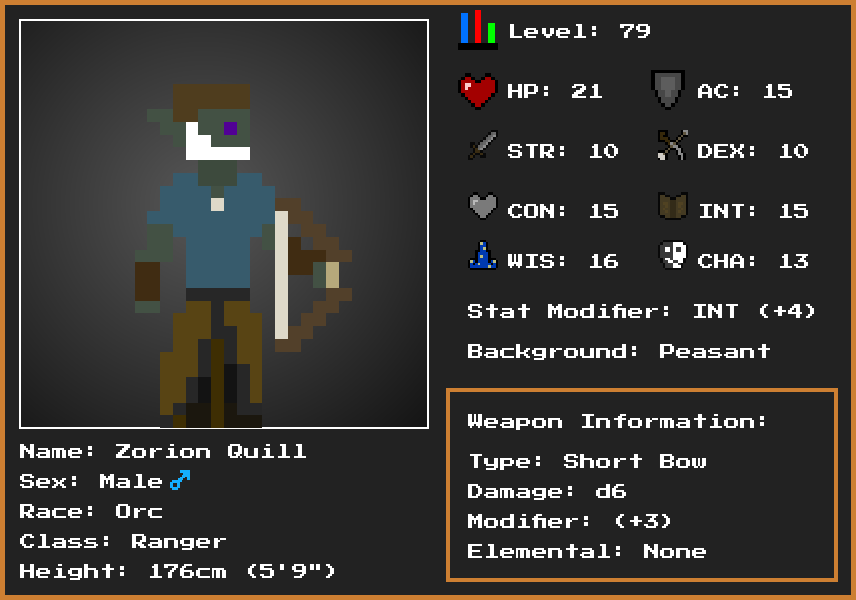 Level: 79
HP: 21 AC: 15
STR: 10 DEX: 10
CON: 15 INT: 15
WIS: 16 CHA: 13
Stat Modifier: INT (+4)
Background: Peasant
Weapon Information:
Type: Short Bow
Damage: d6
Modifier: (+3)
Elemental: None
Name: Zorion Quill
Sex: Male ♂
Race: Orc
Class: Ranger
Height: 176cm (5'9")